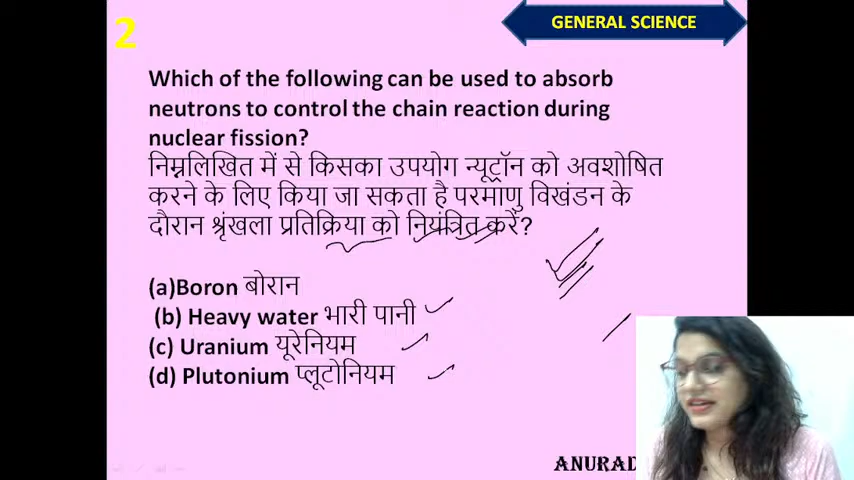 2
GENERAL SCIENCE
Which of the following can be used to absorb
neutrons to control the chain reaction during
nuclear fission?
निम्नलिखित में से किसका उपयोग न्यूट्रॉन को अवशोषित
करने के लिए किया जा सकता है परमाणु विखंडन के
दौरान श्रृंखला प्रतिक्रिया को नियंत्रित करें?
(a)Boron बोरान
(b) Heavy water भारी पानी
(c) Uranium यूरेनियम
(d) Plutonium प्लूटोनियम